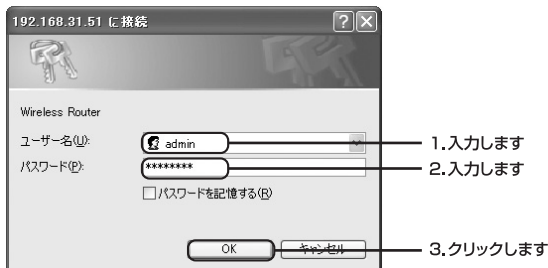 192.168.31.51 に接続
Wireless Router
ユーザー名(U):
admin
1.入力します
パスワード(P):
********
2.入力します
パスワードを記憶する(R)
OK
キャンセル
3.クリックします